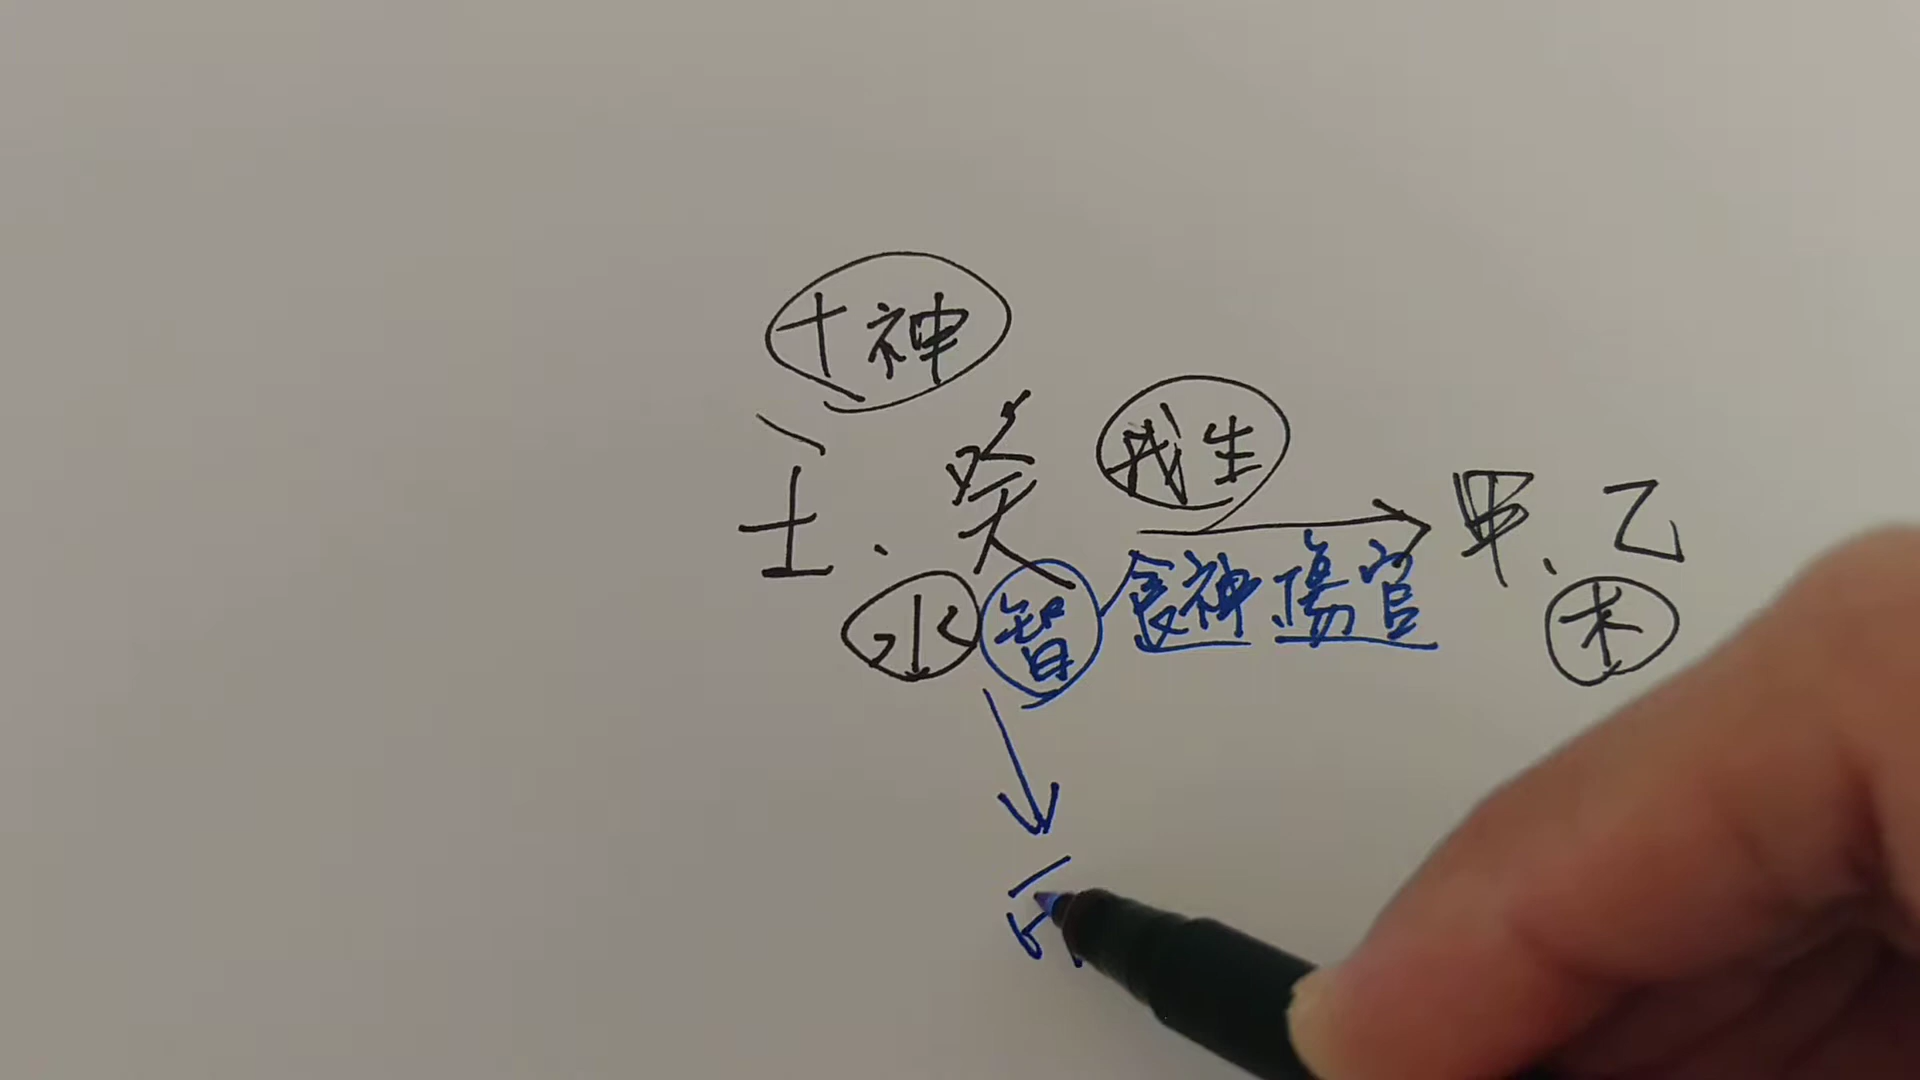 十神
壬、癸 我生 甲、乙
水 智 食神 傷官 木